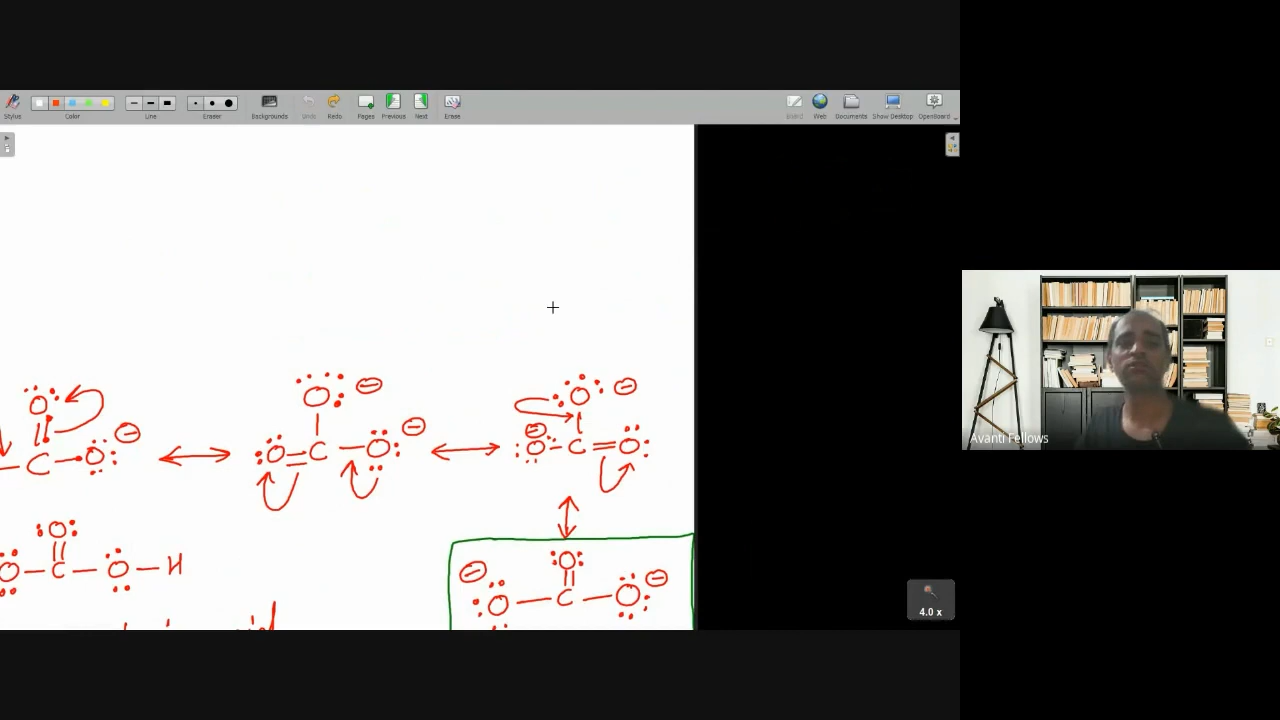 Stylus Color Line Eraser Backgrounds Undo Redo Pages Previous Next Erase Board Web Documents Show Desktop OpenBoard
O O ⊖ O ⊖
C O ⊖ O C O ⊖ ⊖ O C O
O
O C O H
⊖ O ⊖
O C O
Avanti Fellows
4.0 x